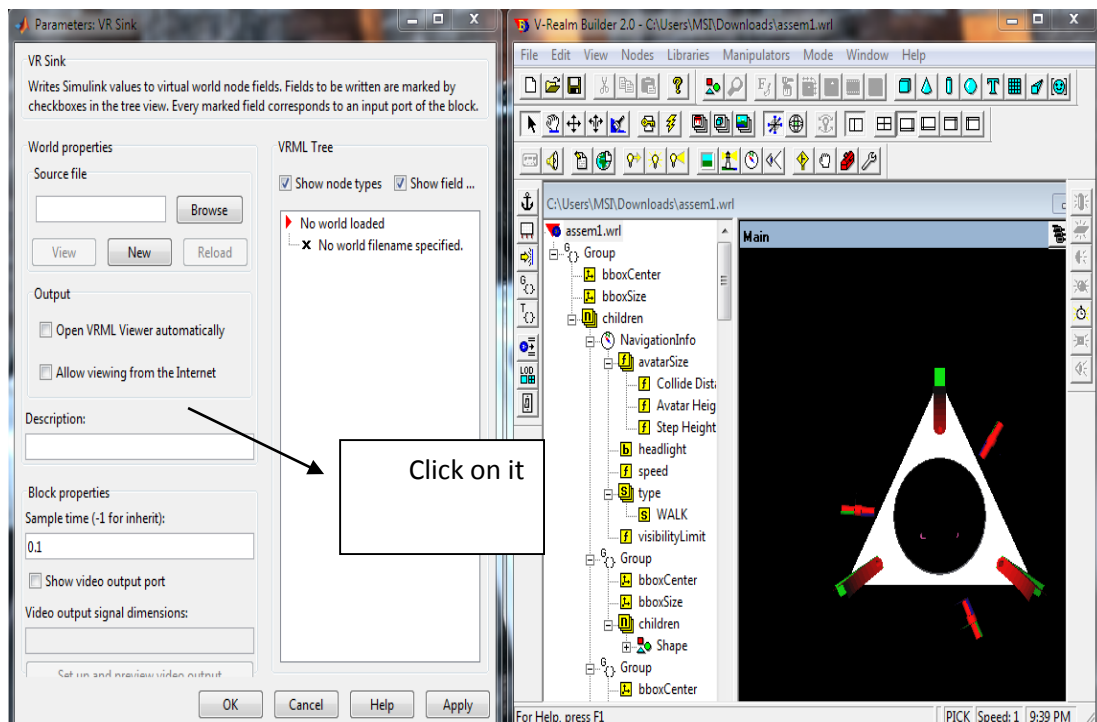 Parameters: VR Sink
VR Sink
Writes Simulink values to virtual world node fields. Fields to be written are marked by
checkboxes in the tree view. Every marked field corresponds to an input port of the block.
World properties
Source file
Browse
View New Reload
Output
Open VRML Viewer automatically
Allow viewing from the Internet
Description:
Block properties
Sample time (-1 for inherit):
0.1
Show video output port
Video output signal dimensions:
Set up and preview video output
VRML Tree
Show node types Show field ...
No world loaded
No world filename specified.
Click on it
OK Cancel Help Apply
V-Realm Builder 2.0 - C:\Users\MSI\Downloads\assem1.wrl
File Edit View Nodes Libraries Manipulators Mode Window Help
C:\Users\MSI\Downloads\assem1.wrl
assem1.wrl
Group
bboxCenter
bboxSize
children
NavigationInfo
avatarSize
Collide Dist
Avatar Heig
Step Height
headlight
speed
type
WALK
visibilityLimit
Group
bboxCenter
bboxSize
children
Shape
Group
bboxCenter
Main
For Help, press F1
PICK Speed: 1 9:39 PM